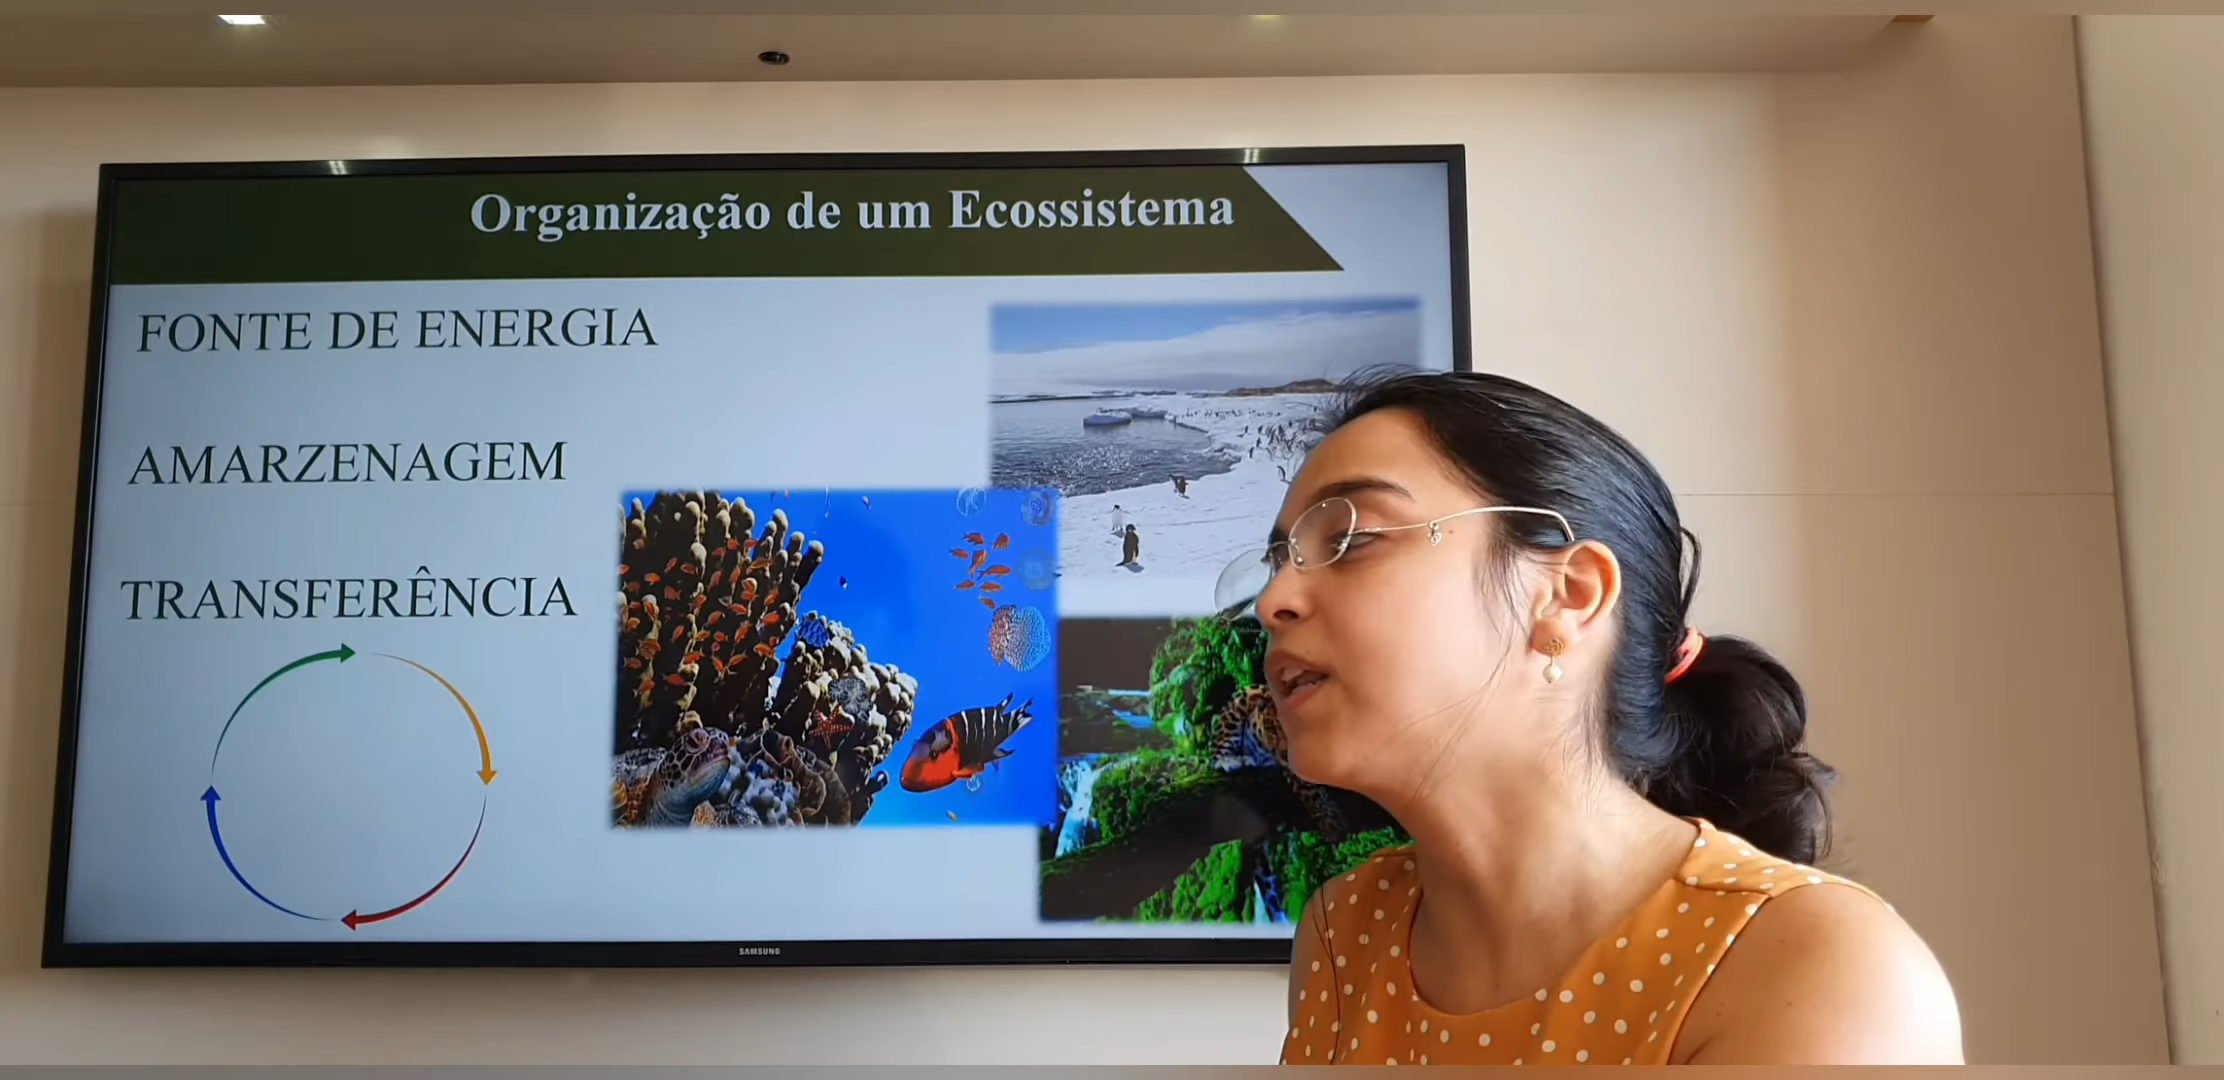 Organização de um Ecossistema
FONTE DE ENERGIA
AMARZENAGEM
TRANSFERÊNCIA
SAMSUNG